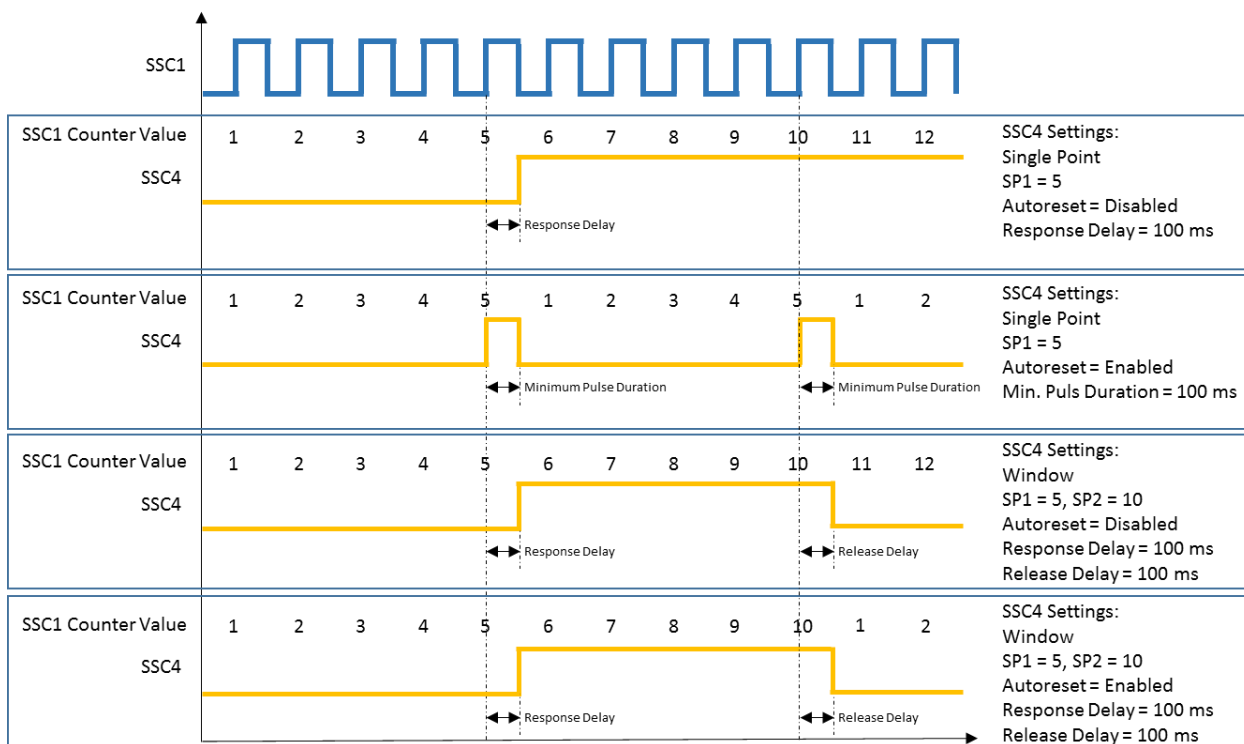 SSC1
SSC1 Counter Value 1 2 3 4 5 6 7 8 9 10 11 12
SSC4
Response Delay
SSC4 Settings:
Single Point
SP1 = 5
Autoreset = Disabled
Response Delay = 100 ms
SSC1 Counter Value 1 2 3 4 5 1 2 3 4 5 1 2
SSC4
Minimum Pulse Duration Minimum Pulse Duration
SSC4 Settings:
Single Point
SP1 = 5
Autoreset = Enabled
Min. Puls Duration = 100 ms
SSC1 Counter Value 1 2 3 4 5 6 7 8 9 10 11 12
SSC4
Response Delay Release Delay
SSC4 Settings:
Window
SP1 = 5, SP2 = 10
Autoreset = Disabled
Response Delay = 100 ms
Release Delay = 100 ms
SSC1 Counter Value 1 2 3 4 5 6 7 8 9 10 1 2
SSC4
Response Delay Release Delay
SSC4 Settings:
Window
SP1 = 5, SP2 = 10
Autoreset = Enabled
Response Delay = 100 ms
Release Delay = 100 ms